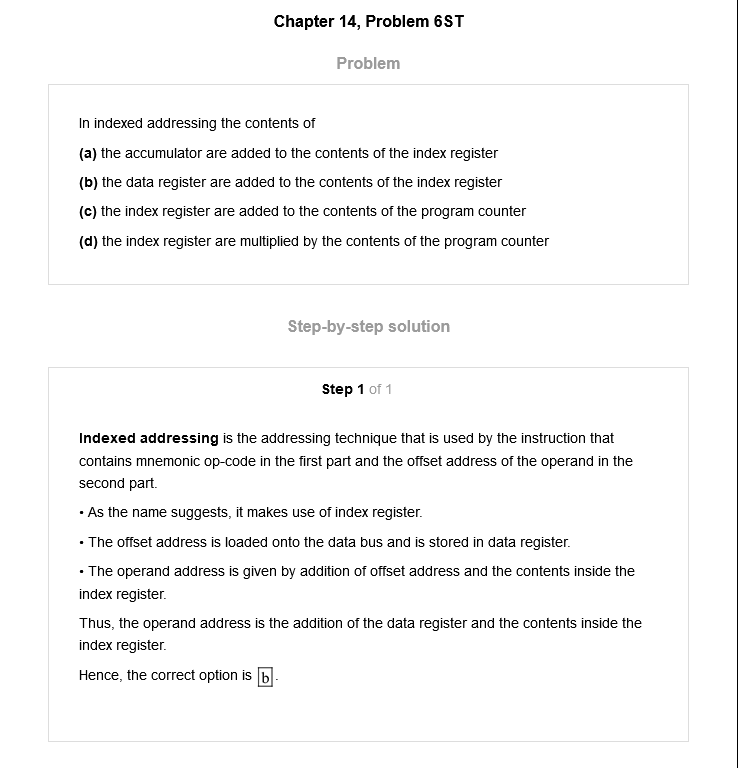 Chapter 14, Problem 6ST
Problem
In indexed addressing the contents of
(a) the accumulator are added to the contents of the index register
(b) the data register are added to the contents of the index register
(c) the index register are added to the contents of the program counter
(d) the index register are multiplied by the contents of the program counter
Step-by-step solution
Step 1 of 1
Indexed addressing is the addressing technique that is used by the instruction that
contains mnemonic op-code in the first part and the offset address of the operand in the
second part.
• As the name suggests, it makes use of index register.
• The offset address is loaded onto the data bus and is stored in data register.
• The operand address is given by addition of offset address and the contents inside the
index register.
Thus, the operand address is the addition of the data register and the contents inside the
index register.
Hence, the correct option is b.